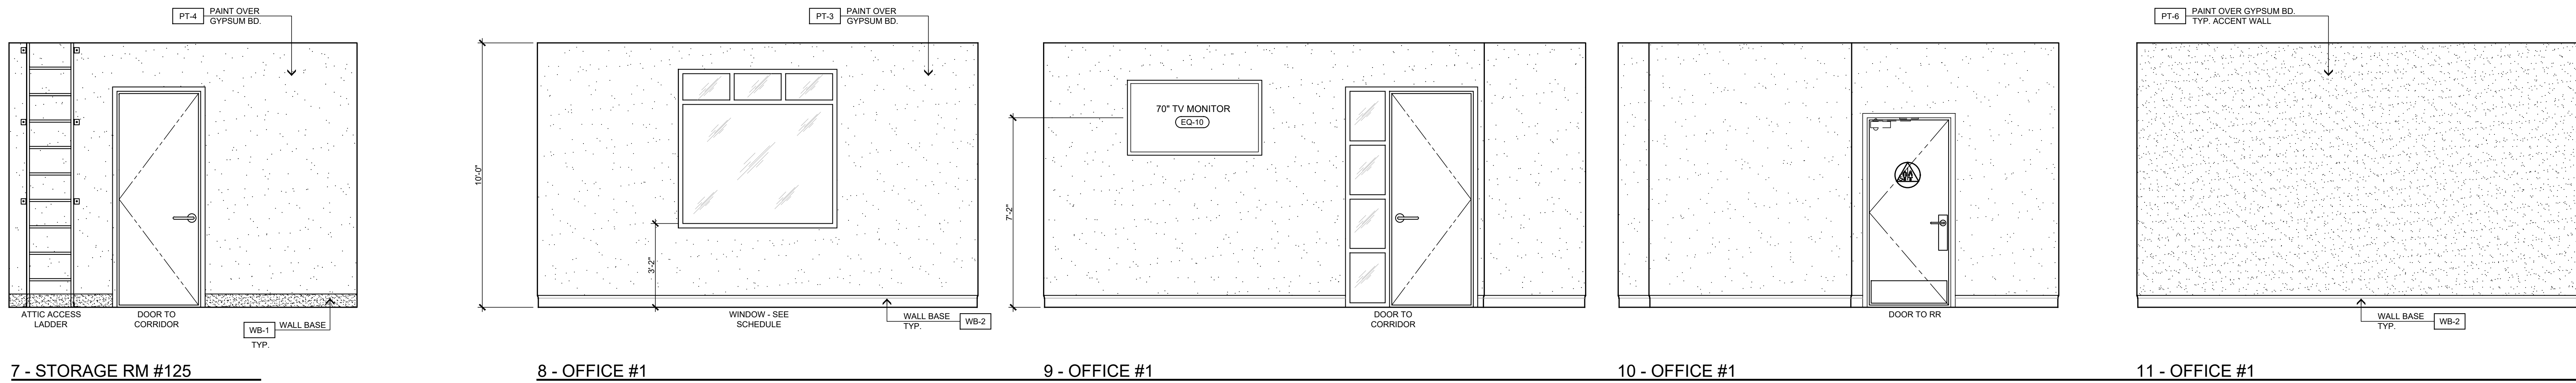 PT-4
PAINT OVER
GYPSUM BD.
ATTIC ACCESS
LADDER
DOOR TO
CORRIDOR
WB-1
WALL BASE
TYP.
7 - STORAGE RM #125
PT-3
PAINT OVER
GYPSUM BD.
10'-0"
3'-2"
WINDOW - SEE
SCHEDULE
WALL BASE
TYP.
WB-2
8 - OFFICE #1
7'-2"
70" TV MONITOR
EQ-10
DOOR TO
CORRIDOR
9 - OFFICE #1
DOOR TO RR
10 - OFFICE #1
PT-6
PAINT OVER GYPSUM BD.
TYP. ACCENT WALL
WALL BASE
TYP.
WB-2
11 - OFFICE #1